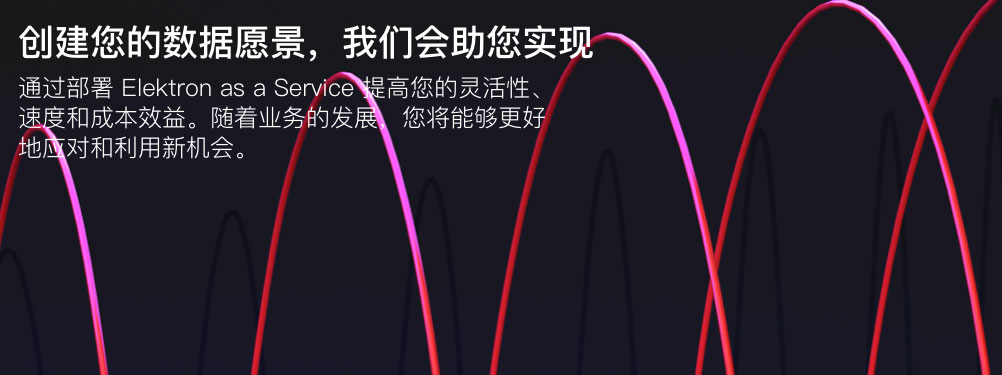 创建您的数据愿景，我们会助您实现
通过部署 Elektron as a Service 提高您的灵活性、
速度和成本效益。随着业务的发展，您将能够更好
地应对和利用新机会。